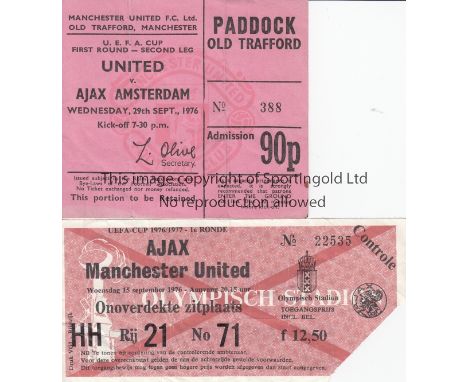 MANCHESTER UNITED F.C. Ltd.
OLD TRAFFORD, MANCHESTER
U. E. F. A. CUP
FIRST ROUND — SECOND LEG
UNITED
v.
AJAX AMSTERDAM
WEDNESDAY, 29th SEPT., 1976
Kick-off 7-30 p.m.
L. Olive
Secretary.
This portion to be Retained
PADDOCK
OLD TRAFFORD
No 388
Admission
90p
This image copyright of Sportingold Ltd
no reproduction allowed
UEFA-CUP 1976/1977 - 1e RONDE
AJAX
Manchester United
Woensdag 15 september 1976 - Aanvang 20.15 uur
Onoverdekte zitplaats
OLYMPISCH STADI
HH Rij 21 No 71
No 22535
Controle
Olympisch Stadion
TOEGANGSPRIJS
INCL. BEL.
f 12,50